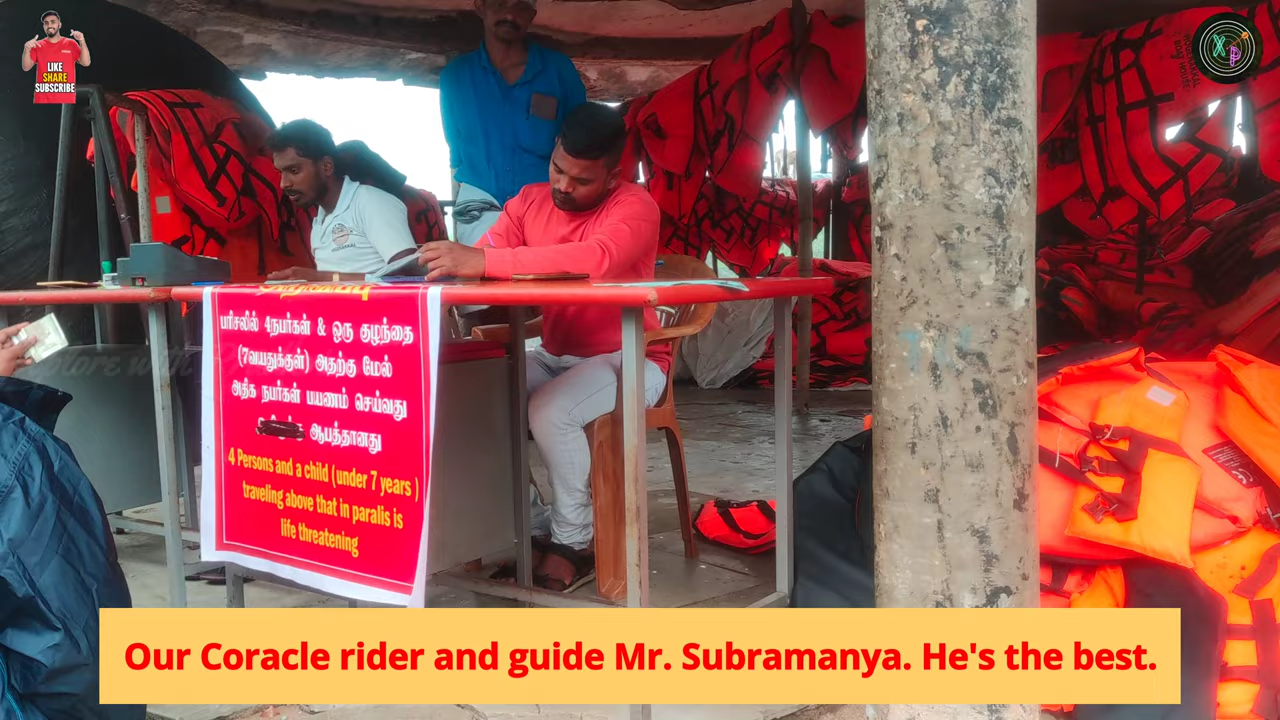 LIKE
SHARE
SUBSCRIBE
XP
பரிசலில் 4நபர்கள் & ஒரு குழந்தை
(7வயதுக்குள்) அதற்கு மேல்
அதிக நபர்கள் பயணம் செய்வது
ஆபத்தானது
4 Persons and a child (under 7 years )
traveling above that in paralis is
life threatening
Our Coracle rider and guide Mr. Subramanya. He's the best.